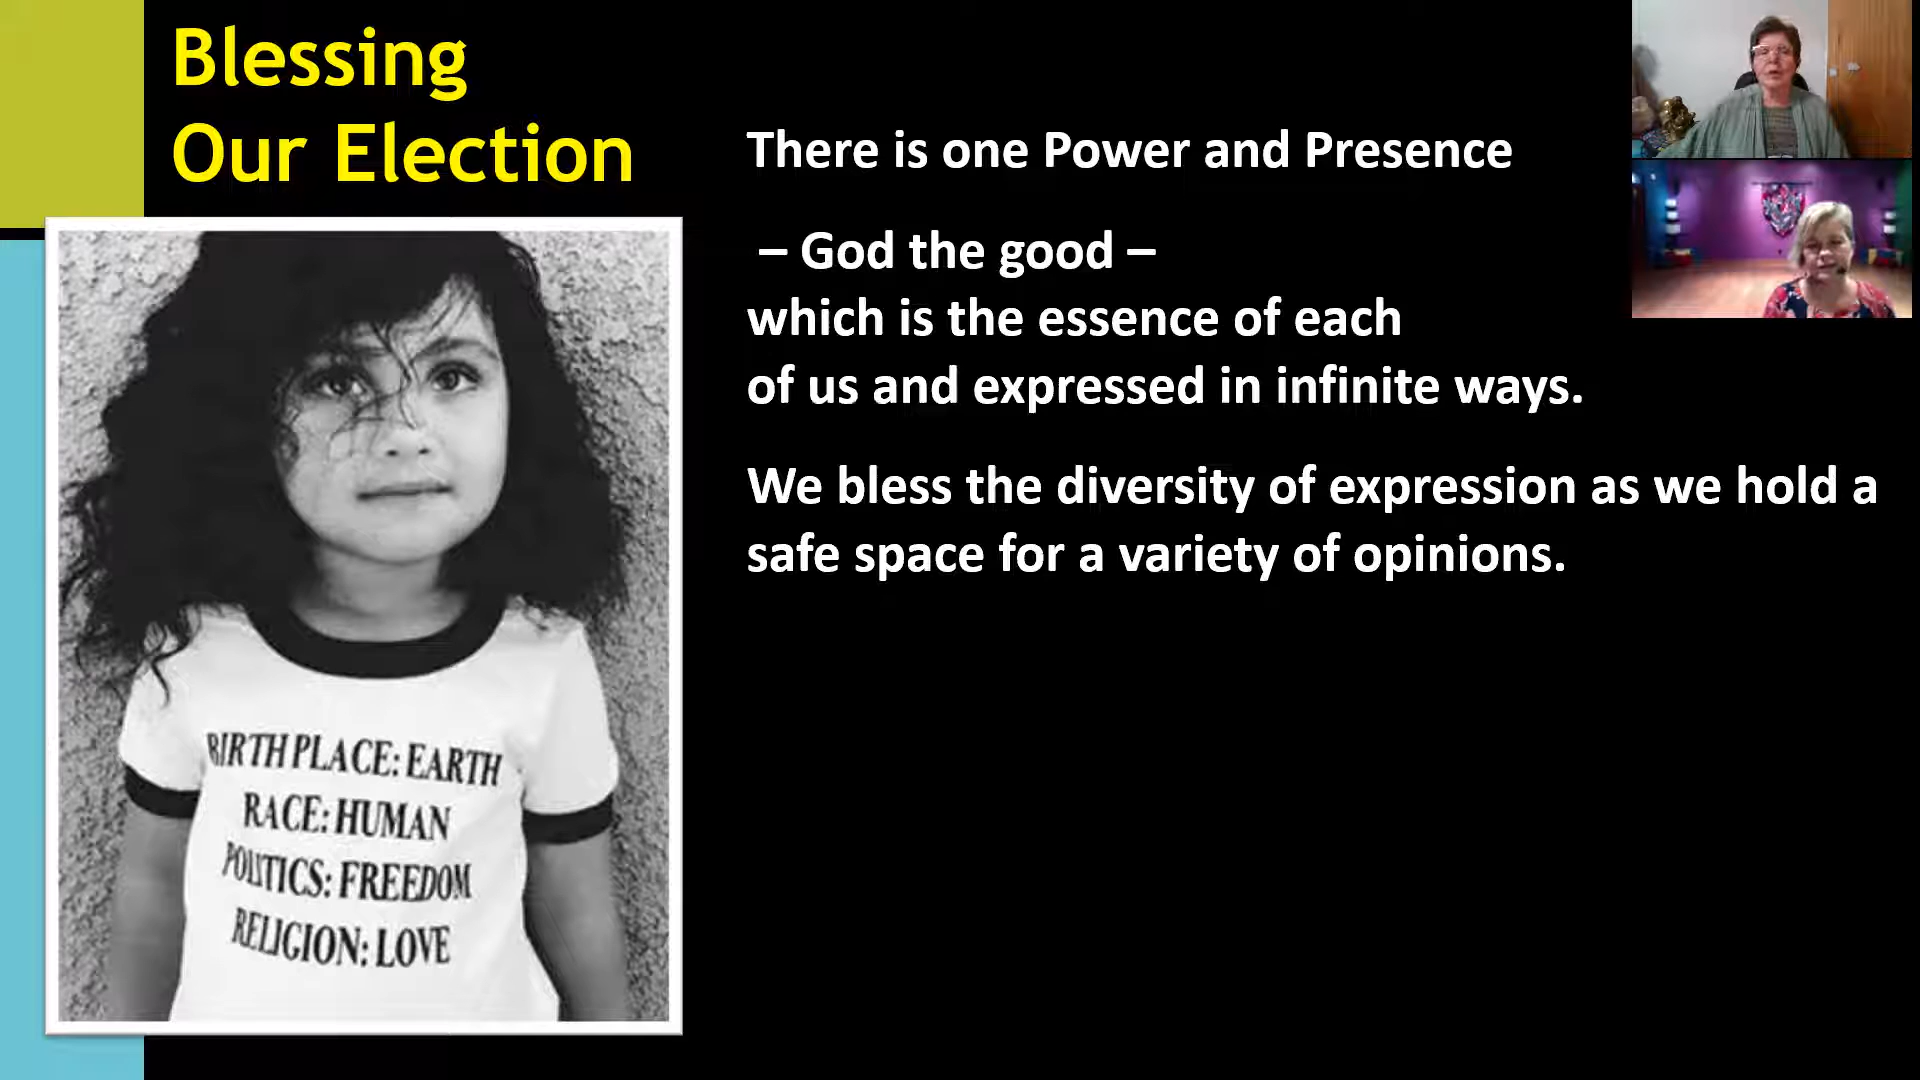 Blessing
Our Election
There is one Power and Presence
– God the good –
which is the essence of each
of us and expressed in infinite ways.
We bless the diversity of expression as we hold a
safe space for a variety of opinions.
BIRTH PLACE: EARTH
RACE: HUMAN
POLITICS: FREEDOM
RELIGION: LOVE